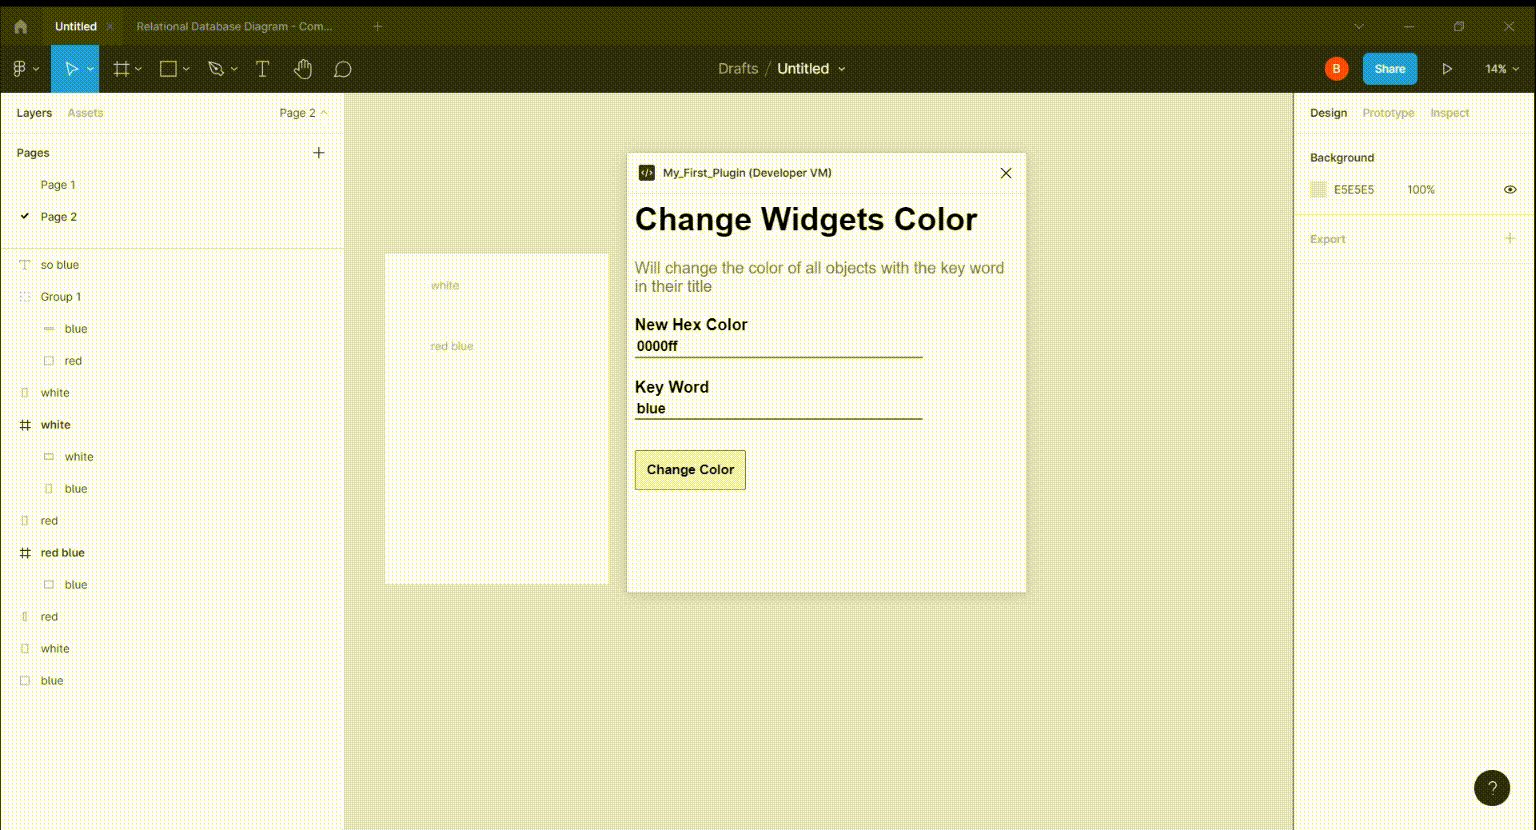 Untitled
Relational Database Diagram - Com...
Drafts / Untitled
B
Share
14%
Layers
Assets
Page 2
Pages
Page 1
Page 2
so blue
Group 1
blue
red
white
white
white
blue
red
red blue
blue
red
white
blue
white
red blue
My_First_Plugin (Developer VM)
Change Widgets Color
Will change the color of all objects with the key word
in their title
New Hex Color
0000ff
Key Word
blue
Change Color
Design
Prototype
Inspect
Background
E5E5E5
100%
Export
?